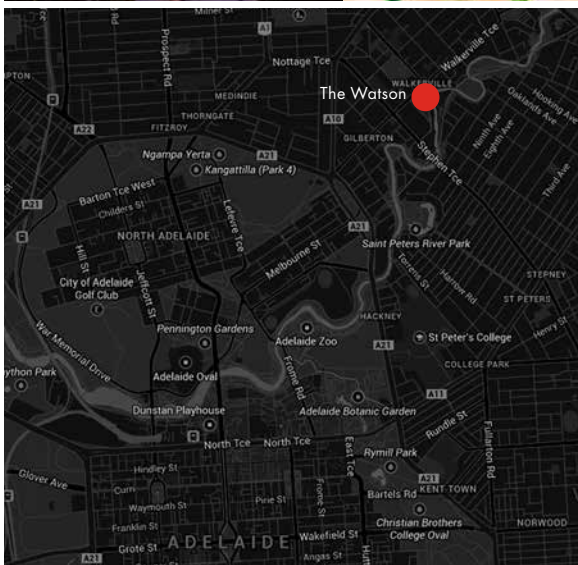 Milner St
A1
Prospect Rd
Nottage Tce
Walkerville Tce
WALKERVILLE
The Watson
MEDINDIE
Hooking Ave
Oaklands Ave
THORNGATE
A22
FITZROY
A10
GILBERTON
Ninth Ave
Eighth Ave
Stephen Tce
Third Ave
Ngampa Yerta
A21
Kangattilla (Park 4)
Barton Tce West
Childers St
A21
Lefevre Tce
NORTH ADELAIDE
A21
Melbourne St
Saint Peters River Park
Hill St
Jeffcott St
City of Adelaide
Golf Club
Torrens St
Harrow Rd
STEPNEY
ST PETERS
War Memorial Drive
Pennington Gardens
Adelaide Zoo
HACKNEY
St Peter's College
Henry St
A21
Adelaide Oval
COLLEGE PARK
Frome Rd
Dunstan Playhouse
Adelaide Botanic Garden
A11
Rundle St
Fullarton Rd
North Tce
North Tce
East Tce
Rymill Park
Hindley St
A21
Glover Ave
Waymouth St
Pirie St
Frome St
Bartels Rd
KENT TOWN
Franklin St
Christian Brothers
College Oval
NORWOOD
Grote St
ADELAIDE
Wakefield St
A21
Angas St